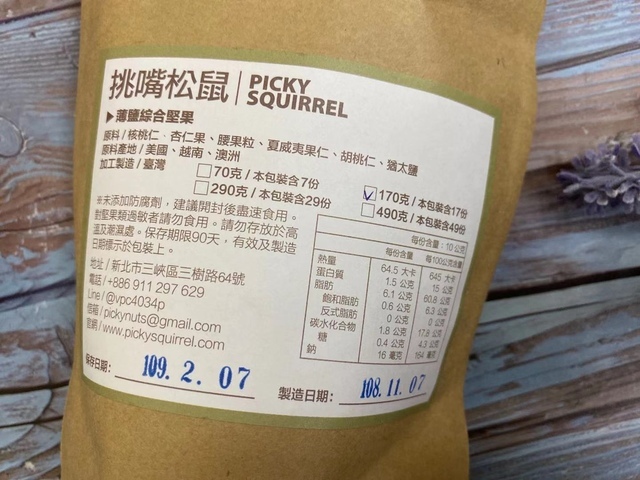 挑嘴松鼠 | PICKY SQUIRREL
▶薄鹽綜合堅果
原料/核桃仁、杏仁果、腰果粒、夏威夷果仁、胡桃仁、猶太鹽
原料產地/美國、越南、澳洲
加工製造/臺灣
□70克/本包裝含7份
☑170克/本包裝含17份
□290克/本包裝含29份
□490克/本包裝含49份
※未添加防腐劑，建議開封後盡速食用。
對堅果類過敏者請勿食用。請勿存放於高
溫及潮濕處。保存期限90天，有效及製造
日期標示於包裝上。
地址/新北市三峽區三樹路64號
電話/+886 911 297 629
Line/@vpc4034p
信箱/pickynuts@gmail.com
官網/www.pickysquirrel.com
每份含量：10公克
每份含量 每100公克含量
熱量 64.5 大卡 645 大卡
蛋白質 1.5 公克 15 公克
脂肪 6.1 公克 60.8 公克
飽和脂肪 0.6 公克 6.3 公克
反式脂肪 0 公克 0 公克
碳水化合物 1.8 公克 17.8 公克
糖 0.4 公克 4.3 公克
鈉 16 毫克 164 毫克
保存日期：109.2.07
製造日期：108.11.07